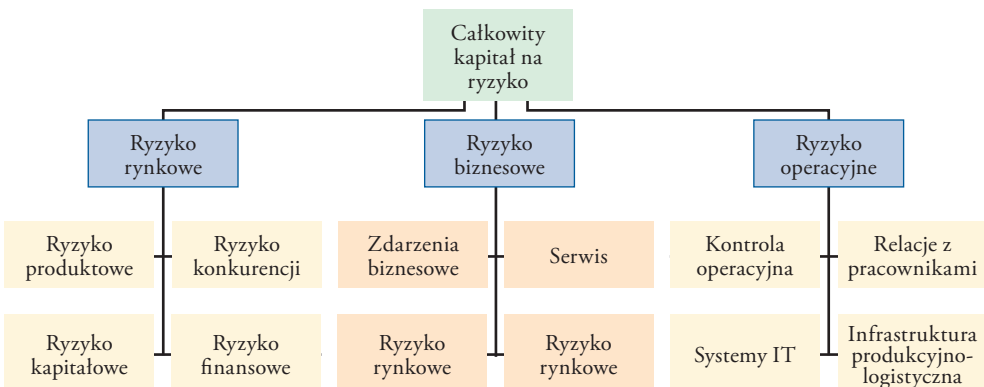 Całkowity
kapitał na
ryzyko
Ryzyko
rynkowe
Ryzyko
biznesowe
Ryzyko
operacyjne
Ryzyko
produktowe
Ryzyko
konkurencji
Zdarzenia
biznesowe
Serwis
Kontrola
operacyjna
Relacje z
pracownikami
Ryzyko
kapitałowe
Ryzyko
finansowe
Ryzyko
rynkowe
Ryzyko
rynkowe
Systemy IT
Infrastruktura
produkcyjno-
logistyczna